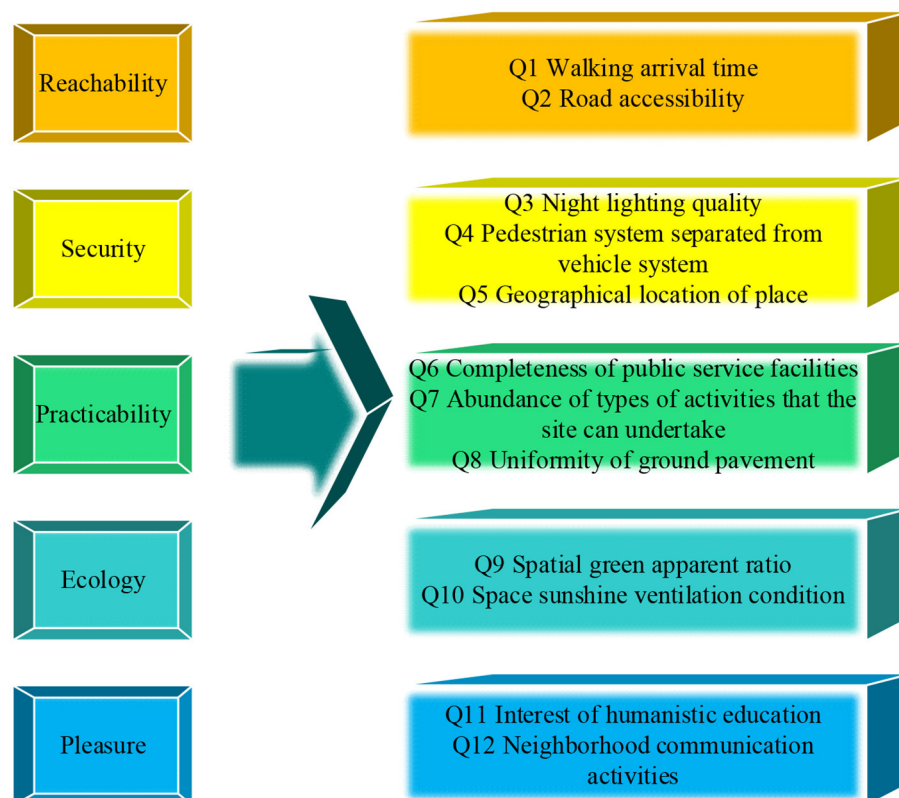 Reachability
Q1 Walking arrival time
Q2 Road accessibility
Security
Q3 Night lighting quality
Q4 Pedestrian system separated from
vehicle system
Q5 Geographical location of place
Practicability
Q6 Completeness of public service facilities
Q7 Abundance of types of activities that the
site can undertake
Q8 Uniformity of ground pavement
Ecology
Q9 Spatial green apparent ratio
Q10 Space sunshine ventilation condition
Pleasure
Q11 Interest of humanistic education
Q12 Neighborhood communication
activities